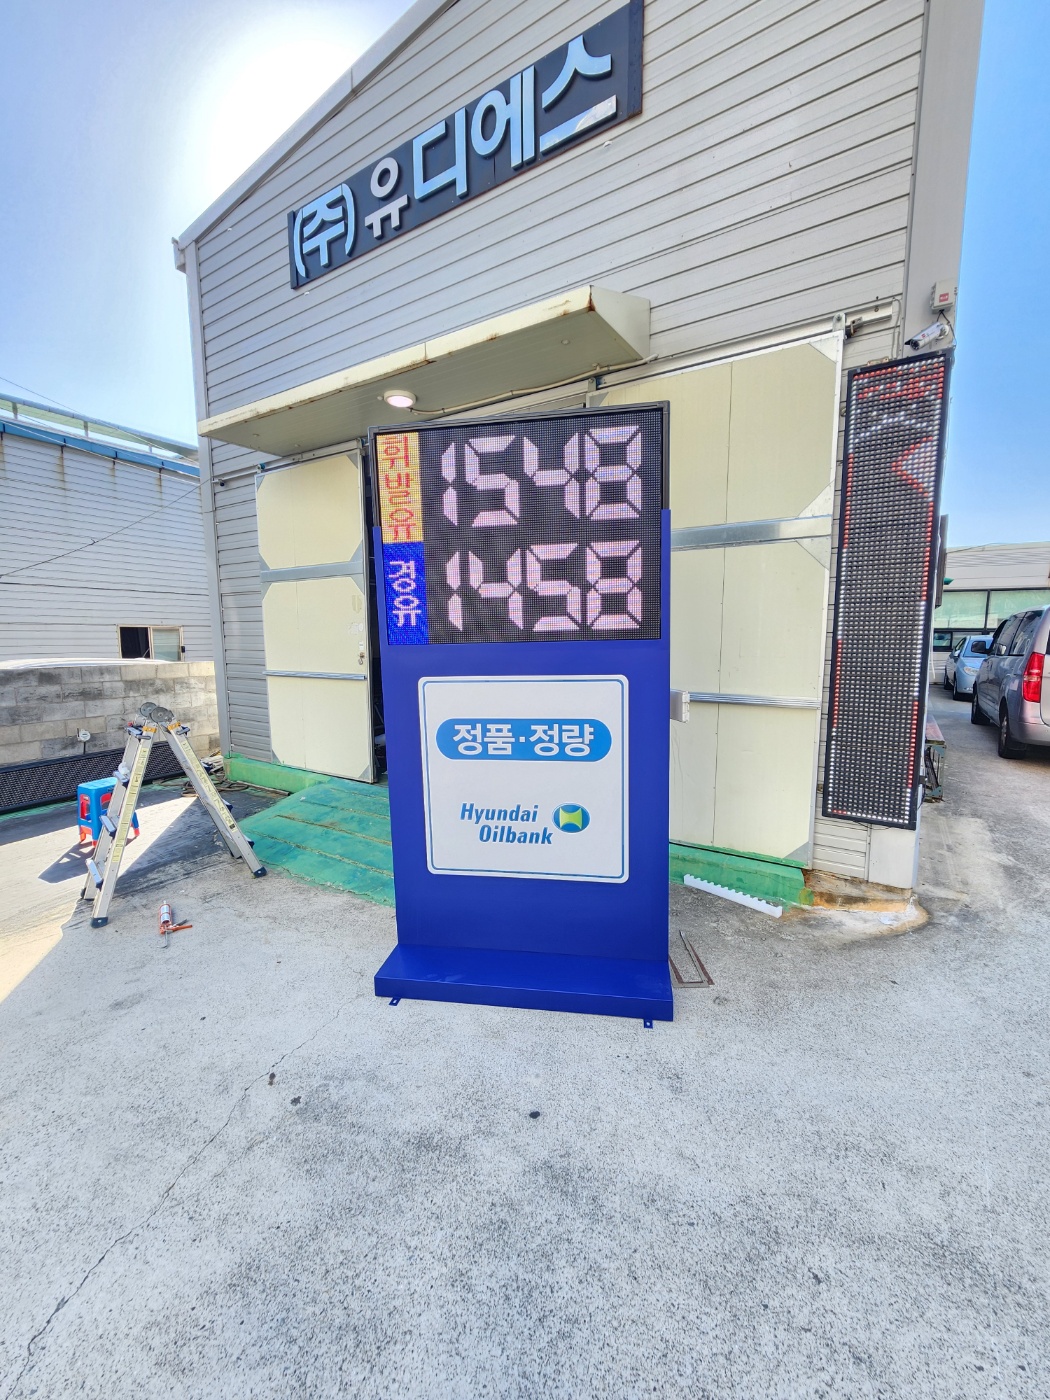 (주)유디에스
휘발유 1548
경유 1458
정품·정량
Hyundai
Oilbank